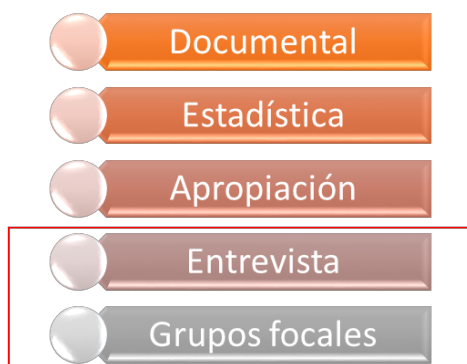 Documental
Estadística
Apropiación
Entrevista
Grupos focales